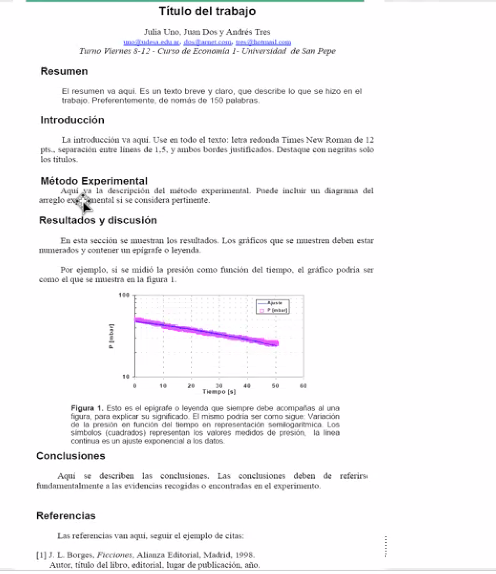 Título del trabajo
Julia Uno, Juan Dos y Andrés Tres
Turno Viernes 8-12 - Curso de Economía 1- Universidad de San Pepe
Resumen
El resumen va aquí. Es un texto breve y claro, que describe lo que se hizo en el
trabajo. Preferentemente, de nomás de 150 palabras.
Introducción
La introducción va aquí. Use en todo el texto: letra redonda Times New Roman de 12
pts., separación entre líneas de 1,5, y ambos bordes justificados. Destaque con negritas solo
los títulos.
Método Experimental
Aquí va la descripción del método experimental. Puede incluir un diagrama del
arreglo experimental si se considera pertinente.
Resultados y discusión
En esta sección se muestran los resultados. Los gráficos que se muestren deben estar
numerados y contener un epígrafe o leyenda.
Por ejemplo, si se midió la presión como función del tiempo, el gráfico podría ser
como el que se muestra en la figura 1.
100
Ajuste
P [mbar]
P [mbar]
10
0 10 20 30 40 50 60
Tiempo [s]
Figura 1. Esto es el epígrafe o leyenda que siempre debe acompañas al una
figura, para explicar su significado. El mismo podría ser como sigue: Variación
de la presión en función del tiempo en representación semilogarítmica. Los
símbolos (cuadrados) representan los valores medidos de presión, la línea
continua es un ajuste exponencial a los datos.
Conclusiones
Aquí se describen las conclusiones. Las conclusiones deben de referirse
fundamentalmente a las evidencias recogidas o encontradas en el experimento.
Referencias
Las referencias van aquí, seguir el ejemplo de citas:
[1] J. L. Borges, Ficciones, Alianza Editorial, Madrid, 1998.
Autor, título del libro, editorial, lugar de publicación, año.